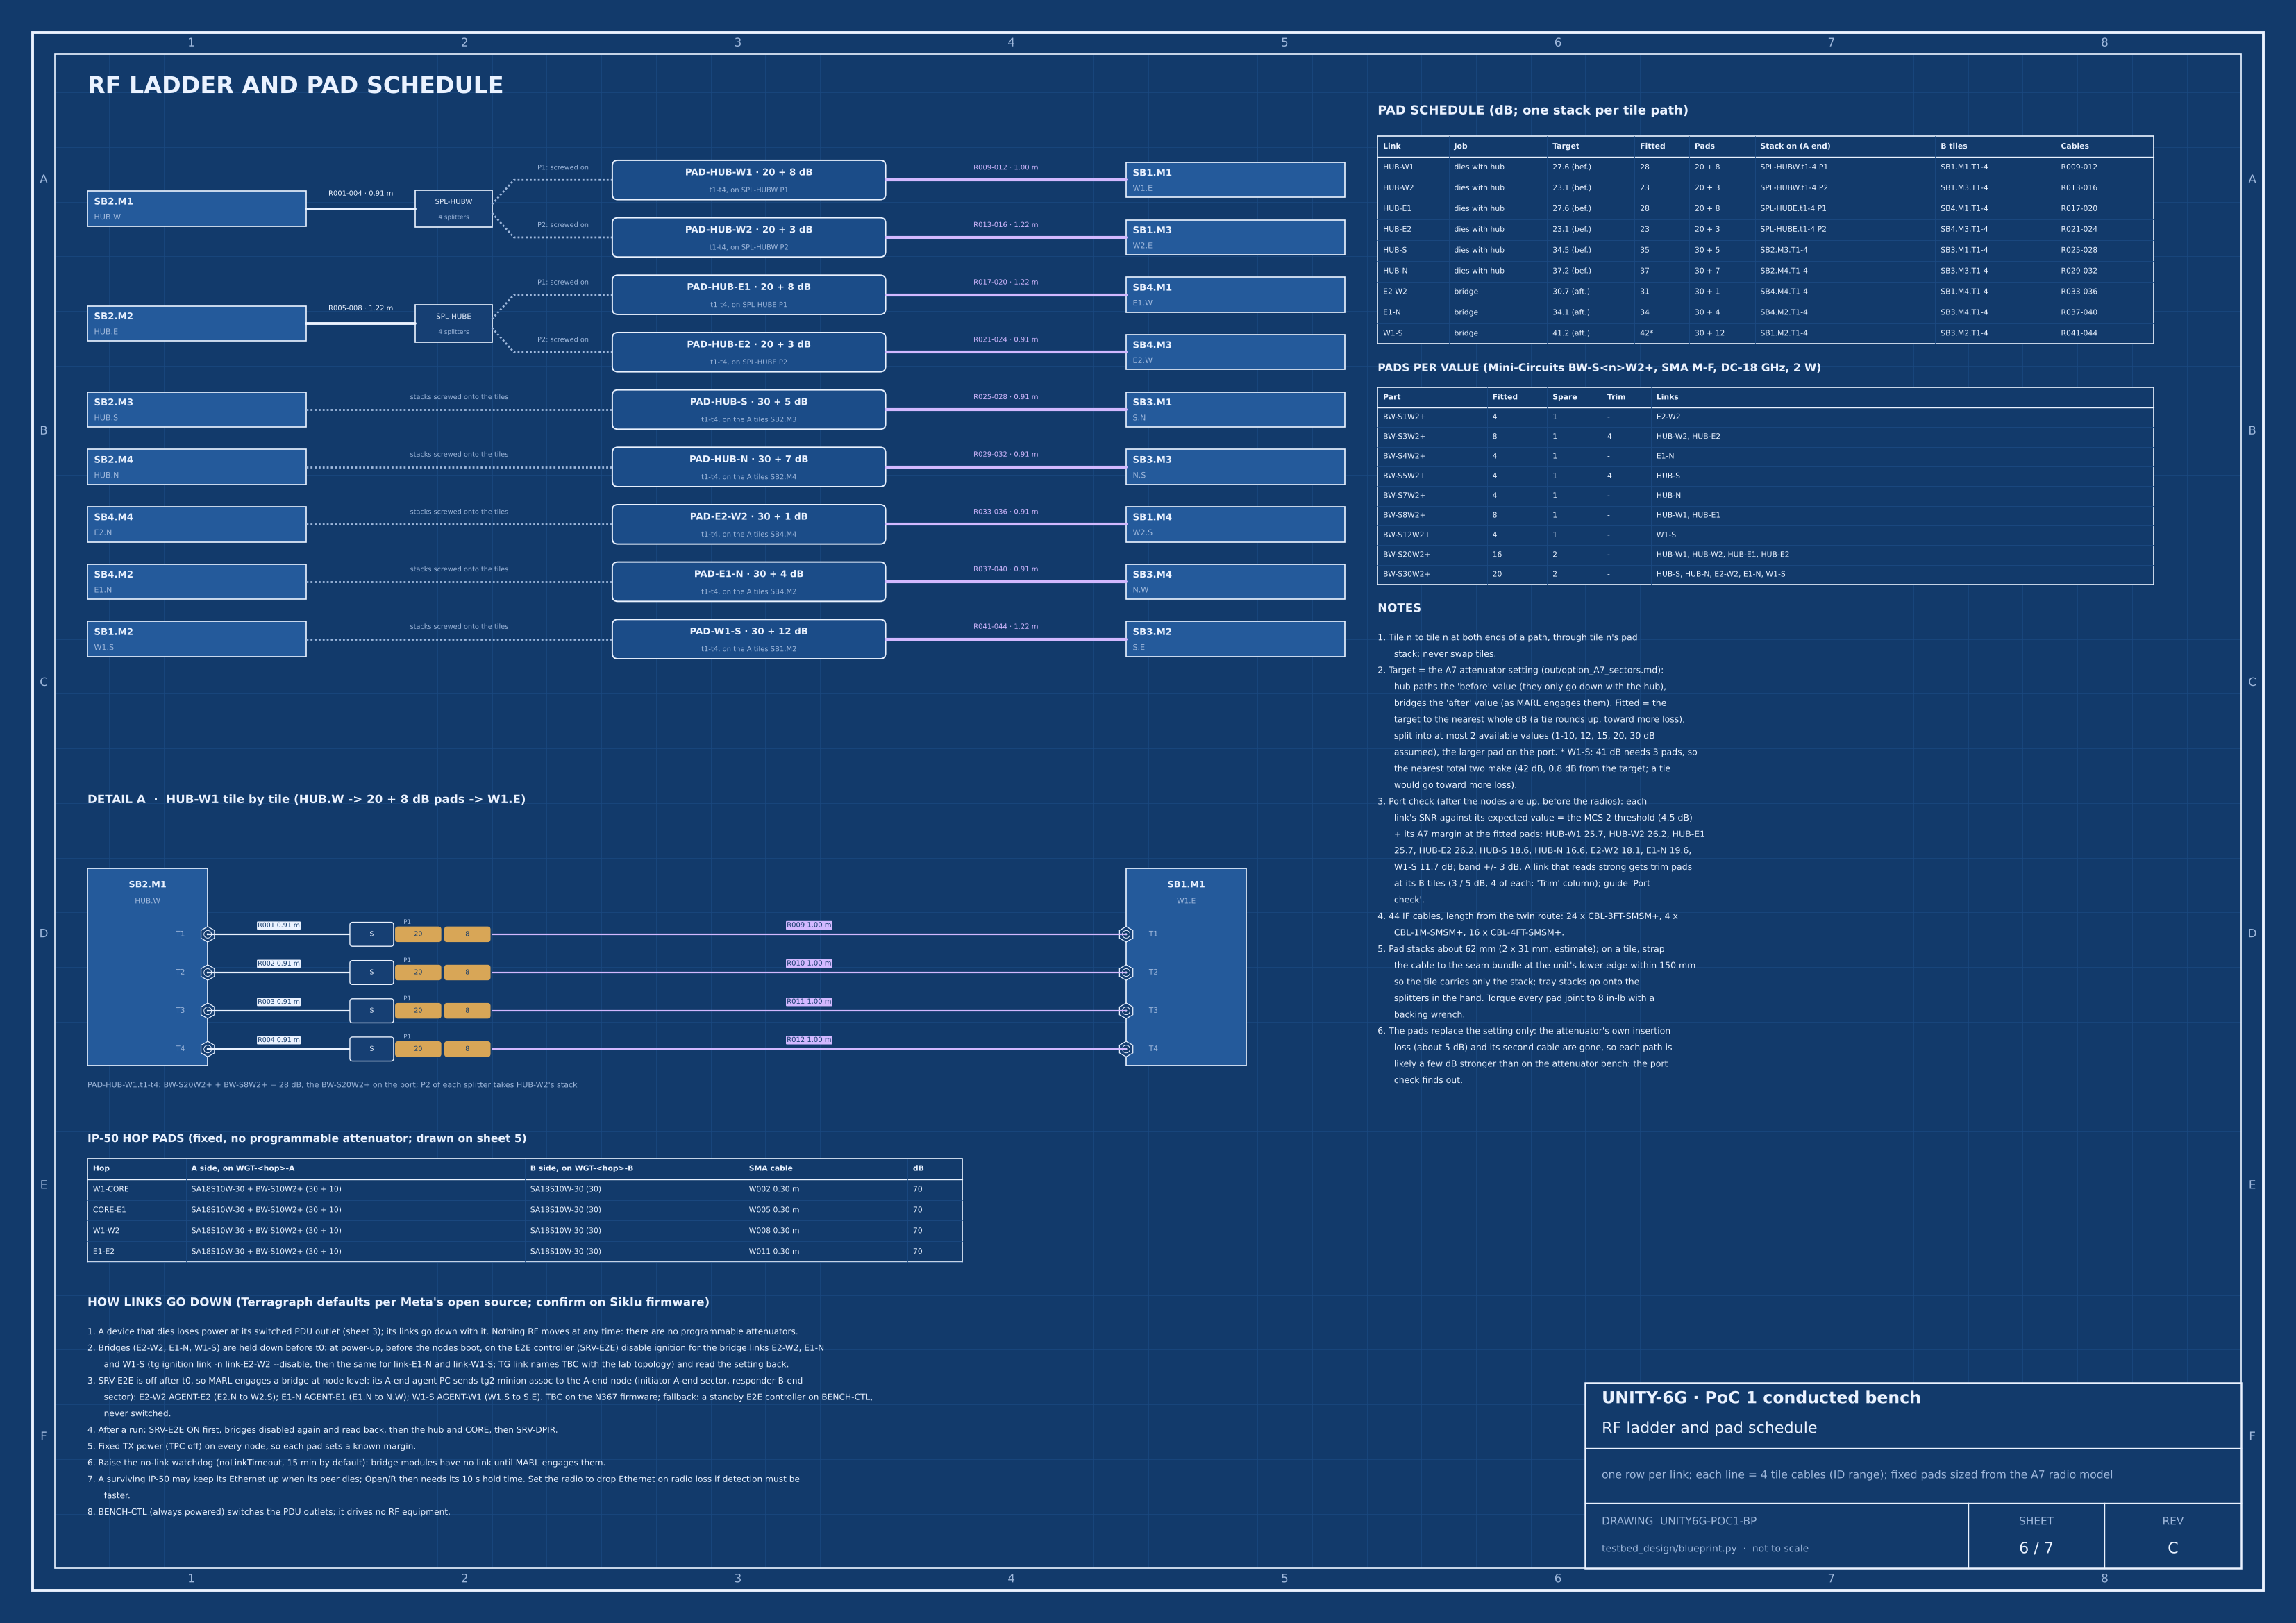 1 2 3 4 5 6 7 8
RF LADDER AND PAD SCHEDULE
A
B
C
D
E
F
SB2.M1
HUB.W
R001-004 · 0.91 m
SPL-HUBW
4 splitters
P1: screwed on
PAD-HUB-W1 · 20 + 8 dB
t1-t4, on SPL-HUBW P1
R009-012 · 1.00 m
SB1.M1
W1.E
P2: screwed on
PAD-HUB-W2 · 20 + 3 dB
t1-t4, on SPL-HUBW P2
R013-016 · 1.22 m
SB1.M3
W2.E
SB2.M2
HUB.E
R005-008 · 1.22 m
SPL-HUBE
4 splitters
P1: screwed on
PAD-HUB-E1 · 20 + 8 dB
t1-t4, on SPL-HUBE P1
R017-020 · 1.22 m
SB4.M1
E1.W
P2: screwed on
PAD-HUB-E2 · 20 + 3 dB
t1-t4, on SPL-HUBE P2
R021-024 · 0.91 m
SB4.M3
E2.W
SB2.M3
HUB.S
stacks screwed onto the tiles
PAD-HUB-S · 30 + 5 dB
t1-t4, on the A tiles SB2.M3
R025-028 · 0.91 m
SB3.M1
S.N
SB2.M4
HUB.N
stacks screwed onto the tiles
PAD-HUB-N · 30 + 7 dB
t1-t4, on the A tiles SB2.M4
R029-032 · 0.91 m
SB3.M3
N.S
SB4.M4
E2.N
stacks screwed onto the tiles
PAD-E2-W2 · 30 + 1 dB
t1-t4, on the A tiles SB4.M4
R033-036 · 0.91 m
SB1.M4
W2.S
SB4.M2
E1.N
stacks screwed onto the tiles
PAD-E1-N · 30 + 4 dB
t1-t4, on the A tiles SB4.M2
R037-040 · 0.91 m
SB3.M4
N.W
SB1.M2
W1.S
stacks screwed onto the tiles
PAD-W1-S · 30 + 12 dB
t1-t4, on the A tiles SB1.M2
R041-044 · 1.22 m
SB3.M2
S.E
DETAIL A · HUB-W1 tile by tile (HUB.W -> 20 + 8 dB pads -> W1.E)
SB2.M1
HUB.W
SB1.M1
W1.E
T1 R001 0.91 m S P1 20 8 R009 1.00 m T1
T2 R002 0.91 m S P1 20 8 R010 1.00 m T2
T3 R003 0.91 m S P1 20 8 R011 1.00 m T3
T4 R004 0.91 m S P1 20 8 R012 1.00 m T4
PAD-HUB-W1.t1-t4: BW-S20W2+ + BW-S8W2+ = 28 dB, the BW-S20W2+ on the port; P2 of each splitter takes HUB-W2's stack
IP-50 HOP PADS (fixed, no programmable attenuator; drawn on sheet 5)
Hop A side, on WGT-<hop>-A B side, on WGT-<hop>-B SMA cable dB
W1-CORE SA18S10W-30 + BW-S10W2+ (30 + 10) SA18S10W-30 (30) W002 0.30 m 70
CORE-E1 SA18S10W-30 + BW-S10W2+ (30 + 10) SA18S10W-30 (30) W005 0.30 m 70
W1-W2 SA18S10W-30 + BW-S10W2+ (30 + 10) SA18S10W-30 (30) W008 0.30 m 70
E1-E2 SA18S10W-30 + BW-S10W2+ (30 + 10) SA18S10W-30 (30) W011 0.30 m 70
HOW LINKS GO DOWN (Terragraph defaults per Meta's open source; confirm on Siklu firmware)
1. A device that dies loses power at its switched PDU outlet (sheet 3); its links go down with it. Nothing RF moves at any time: there are no programmable attenuators.
2. Bridges (E2-W2, E1-N, W1-S) are held down before t0: at power-up, before the nodes boot, on the E2E controller (SRV-E2E) disable ignition for the bridge links E2-W2, E1-N
and W1-S (tg ignition link -n link-E2-W2 --disable, then the same for link-E1-N and link-W1-S; TG link names TBC with the lab topology) and read the setting back.
3. SRV-E2E is off after t0, so MARL engages a bridge at node level: its A-end agent PC sends tg2 minion assoc to the A-end node (initiator A-end sector, responder B-end
sector): E2-W2 AGENT-E2 (E2.N to W2.S); E1-N AGENT-E1 (E1.N to N.W); W1-S AGENT-W1 (W1.S to S.E). TBC on the N367 firmware; fallback: a standby E2E controller on BENCH-CTL,
never switched.
4. After a run: SRV-E2E ON first, bridges disabled again and read back, then the hub and CORE, then SRV-DPIR.
5. Fixed TX power (TPC off) on every node, so each pad sets a known margin.
6. Raise the no-link watchdog (noLinkTimeout, 15 min by default): bridge modules have no link until MARL engages them.
7. A surviving IP-50 may keep its Ethernet up when its peer dies; Open/R then needs its 10 s hold time. Set the radio to drop Ethernet on radio loss if detection must be
faster.
8. BENCH-CTL (always powered) switches the PDU outlets; it drives no RF equipment.
PAD SCHEDULE (dB; one stack per tile path)
Link Job Target Fitted Pads Stack on (A end) B tiles Cables
HUB-W1 dies with hub 27.6 (bef.) 28 20 + 8 SPL-HUBW.t1-4 P1 SB1.M1.T1-4 R009-012
HUB-W2 dies with hub 23.1 (bef.) 23 20 + 3 SPL-HUBW.t1-4 P2 SB1.M3.T1-4 R013-016
HUB-E1 dies with hub 27.6 (bef.) 28 20 + 8 SPL-HUBE.t1-4 P1 SB4.M1.T1-4 R017-020
HUB-E2 dies with hub 23.1 (bef.) 23 20 + 3 SPL-HUBE.t1-4 P2 SB4.M3.T1-4 R021-024
HUB-S dies with hub 34.5 (bef.) 35 30 + 5 SB2.M3.T1-4 SB3.M1.T1-4 R025-028
HUB-N dies with hub 37.2 (bef.) 37 30 + 7 SB2.M4.T1-4 SB3.M3.T1-4 R029-032
E2-W2 bridge 30.7 (aft.) 31 30 + 1 SB4.M4.T1-4 SB1.M4.T1-4 R033-036
E1-N bridge 34.1 (aft.) 34 30 + 4 SB4.M2.T1-4 SB3.M4.T1-4 R037-040
W1-S bridge 41.2 (aft.) 42* 30 + 12 SB1.M2.T1-4 SB3.M2.T1-4 R041-044
PADS PER VALUE (Mini-Circuits BW-S<n>W2+, SMA M-F, DC-18 GHz, 2 W)
Part Fitted Spare Trim Links
BW-S1W2+ 4 1 - E2-W2
BW-S3W2+ 8 1 4 HUB-W2, HUB-E2
BW-S4W2+ 4 1 - E1-N
BW-S5W2+ 4 1 4 HUB-S
BW-S7W2+ 4 1 - HUB-N
BW-S8W2+ 8 1 - HUB-W1, HUB-E1
BW-S12W2+ 4 1 - W1-S
BW-S20W2+ 16 2 - HUB-W1, HUB-W2, HUB-E1, HUB-E2
BW-S30W2+ 20 2 - HUB-S, HUB-N, E2-W2, E1-N, W1-S
NOTES
1. Tile n to tile n at both ends of a path, through tile n's pad
stack; never swap tiles.
2. Target = the A7 attenuator setting (out/option_A7_sectors.md):
hub paths the 'before' value (they only go down with the hub),
bridges the 'after' value (as MARL engages them). Fitted = the
target to the nearest whole dB (a tie rounds up, toward more loss),
split into at most 2 available values (1-10, 12, 15, 20, 30 dB
assumed), the larger pad on the port. * W1-S: 41 dB needs 3 pads, so
the nearest total two make (42 dB, 0.8 dB from the target; a tie
would go toward more loss).
3. Port check (after the nodes are up, before the radios): each
link's SNR against its expected value = the MCS 2 threshold (4.5 dB)
+ its A7 margin at the fitted pads: HUB-W1 25.7, HUB-W2 26.2, HUB-E1
25.7, HUB-E2 26.2, HUB-S 18.6, HUB-N 16.6, E2-W2 18.1, E1-N 19.6,
W1-S 11.7 dB; band +/- 3 dB. A link that reads strong gets trim pads
at its B tiles (3 / 5 dB, 4 of each: 'Trim' column); guide 'Port
check'.
4. 44 IF cables, length from the twin route: 24 x CBL-3FT-SMSM+, 4 x
CBL-1M-SMSM+, 16 x CBL-4FT-SMSM+.
5. Pad stacks about 62 mm (2 x 31 mm, estimate); on a tile, strap
the cable to the seam bundle at the unit's lower edge within 150 mm
so the tile carries only the stack; tray stacks go onto the
splitters in the hand. Torque every pad joint to 8 in-lb with a
backing wrench.
6. The pads replace the setting only: the attenuator's own insertion
loss (about 5 dB) and its second cable are gone, so each path is
likely a few dB stronger than on the attenuator bench: the port
check finds out.
UNITY-6G · PoC 1 conducted bench
RF ladder and pad schedule
one row per link; each line = 4 tile cables (ID range); fixed pads sized from the A7 radio model
DRAWING UNITY6G-POC1-BP
testbed_design/blueprint.py · not to scale
SHEET
6 / 7
REV
C
A
B
C
D
E
F
1 2 3 4 5 6 7 8